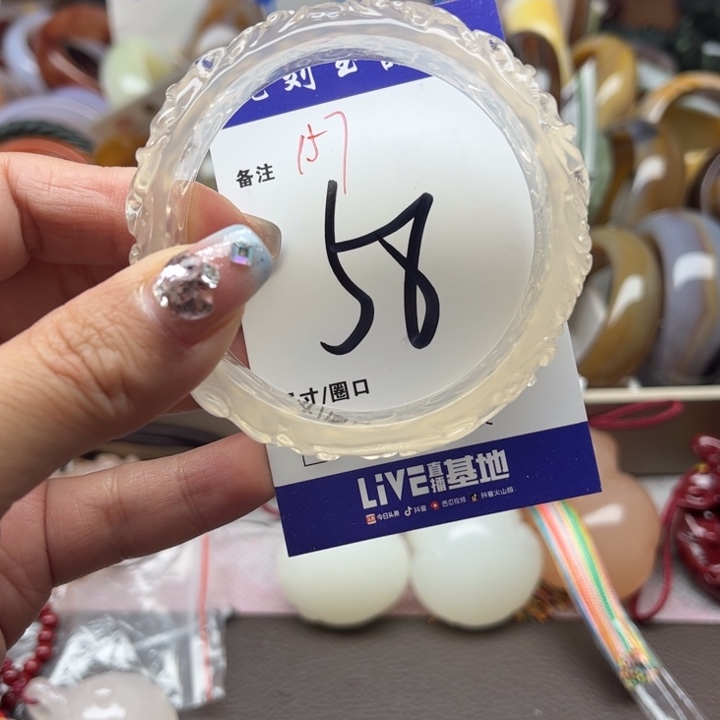 备注 157
58
寸/圈口
LIVE直播基地
今日头条 抖音 西瓜视频 抖音火山版